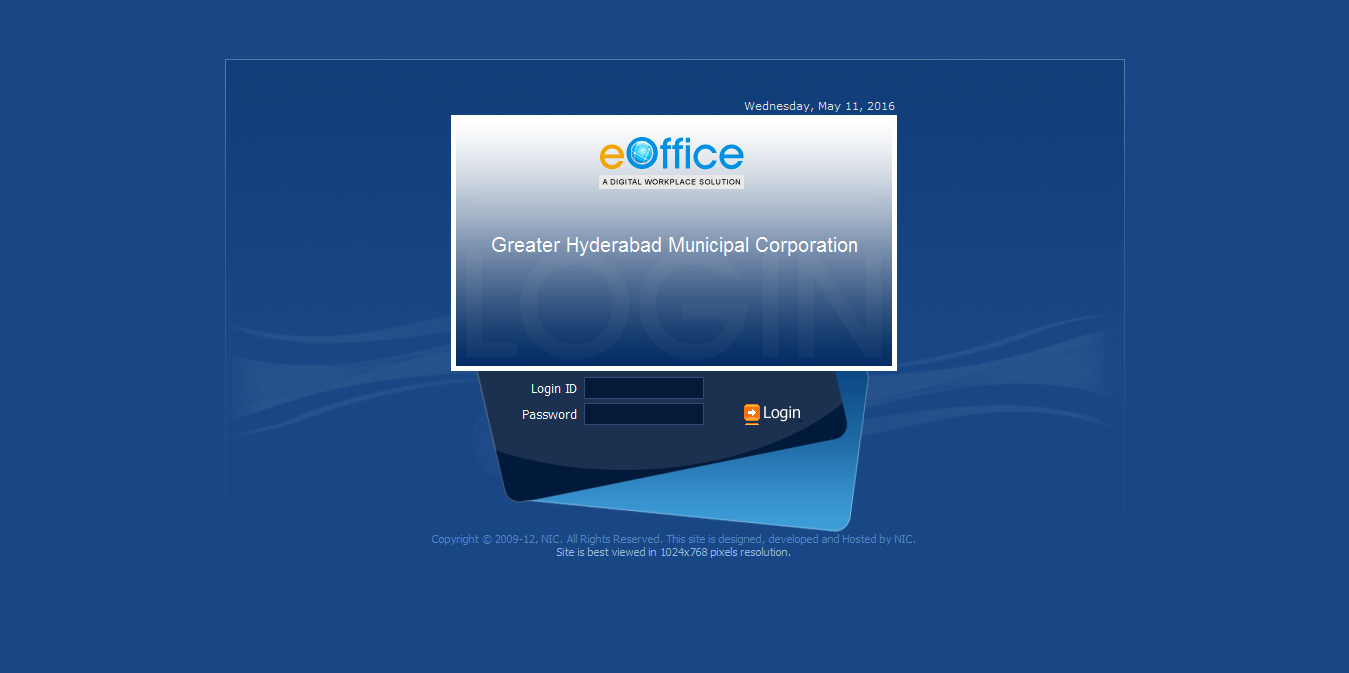 Wednesday, May 11, 2016
eOffice
A DIGITAL WORKPLACE SOLUTION
Greater Hyderabad Municipal Corporation
LOGIN
Login ID
Password
Login
Copyright © 2009-12, NIC. All Rights Reserved. This site is designed, developed and Hosted by NIC.
Site is best viewed in 1024x768 pixels resolution.